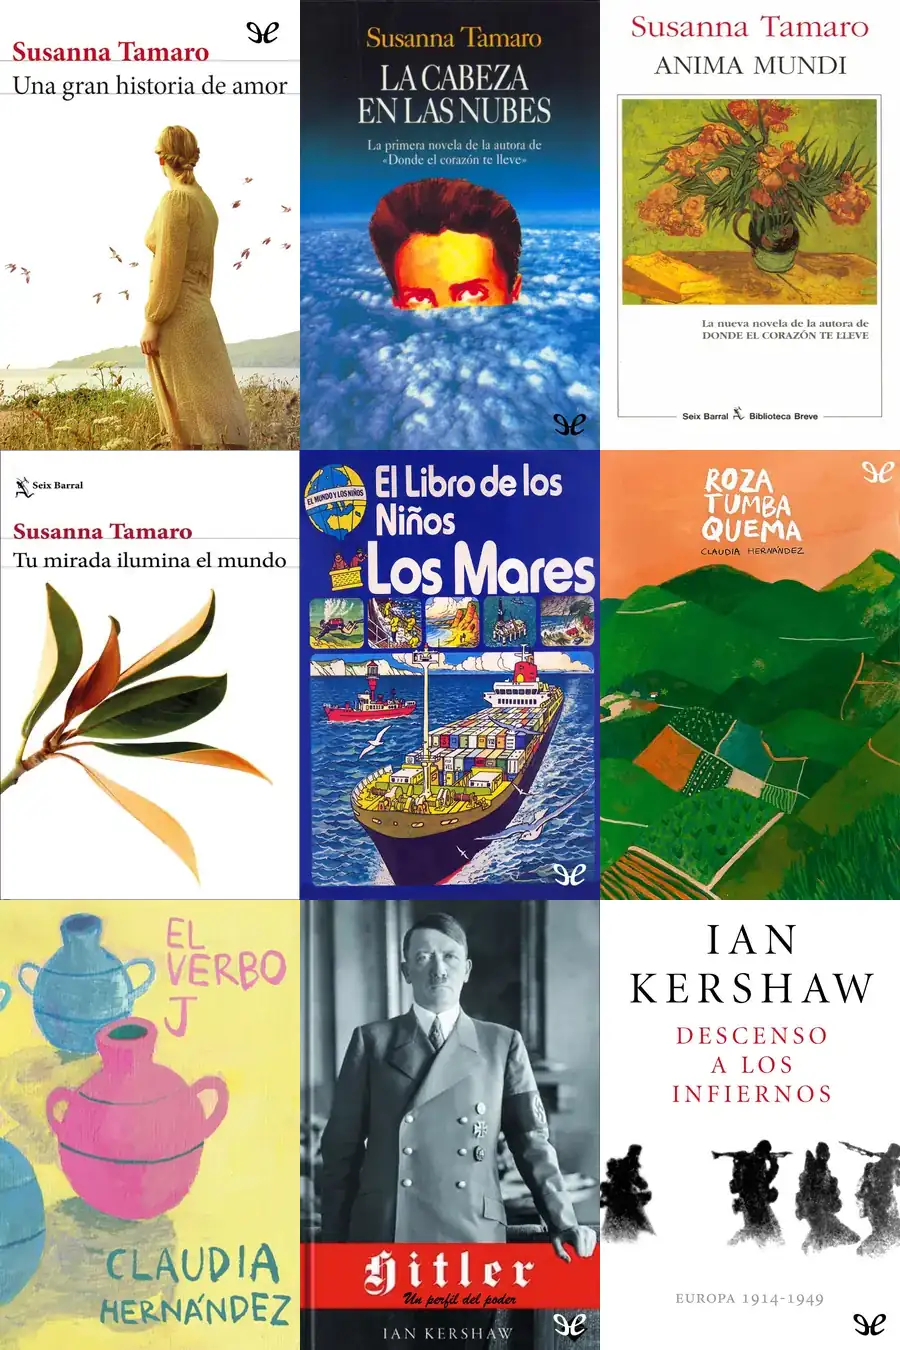 Susanna Tamaro
Una gran historia de amor
Susanna Tamaro
LA CABEZA
EN LAS NUBES
La primera novela de la autora de
«Donde el corazón te lleve»
Susanna Tamaro
ANIMA MUNDI
La nueva novela de la autora de
DONDE EL CORAZÓN TE LLEVE
Seix Barral Biblioteca Breve
Seix Barral
Susanna Tamaro
Tu mirada ilumina el mundo
EL MUNDO Y LOS NIÑOS
El Libro de los
Niños
Los Mares
ROZA
TUMBA
QUEMA
CLAUDIA HERNÁNDEZ
EL
VERBO
J
CLAUDIA
HERNÁNDEZ
Hitler
Un perfil del poder
IAN KERSHAW
IAN
KERSHAW
DESCENSO
A LOS
INFIERNOS
EUROPA 1914-1949